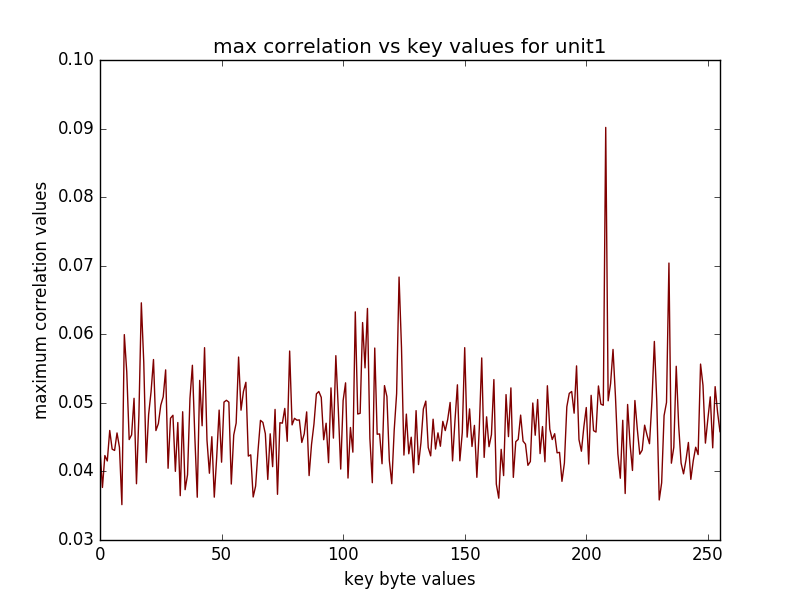 max correlation vs key values for unit1
0.10
0.09
0.08
0.07
0.06
0.05
0.04
0.03
maximum correlation values
0 50 100 150 200 250
key byte values